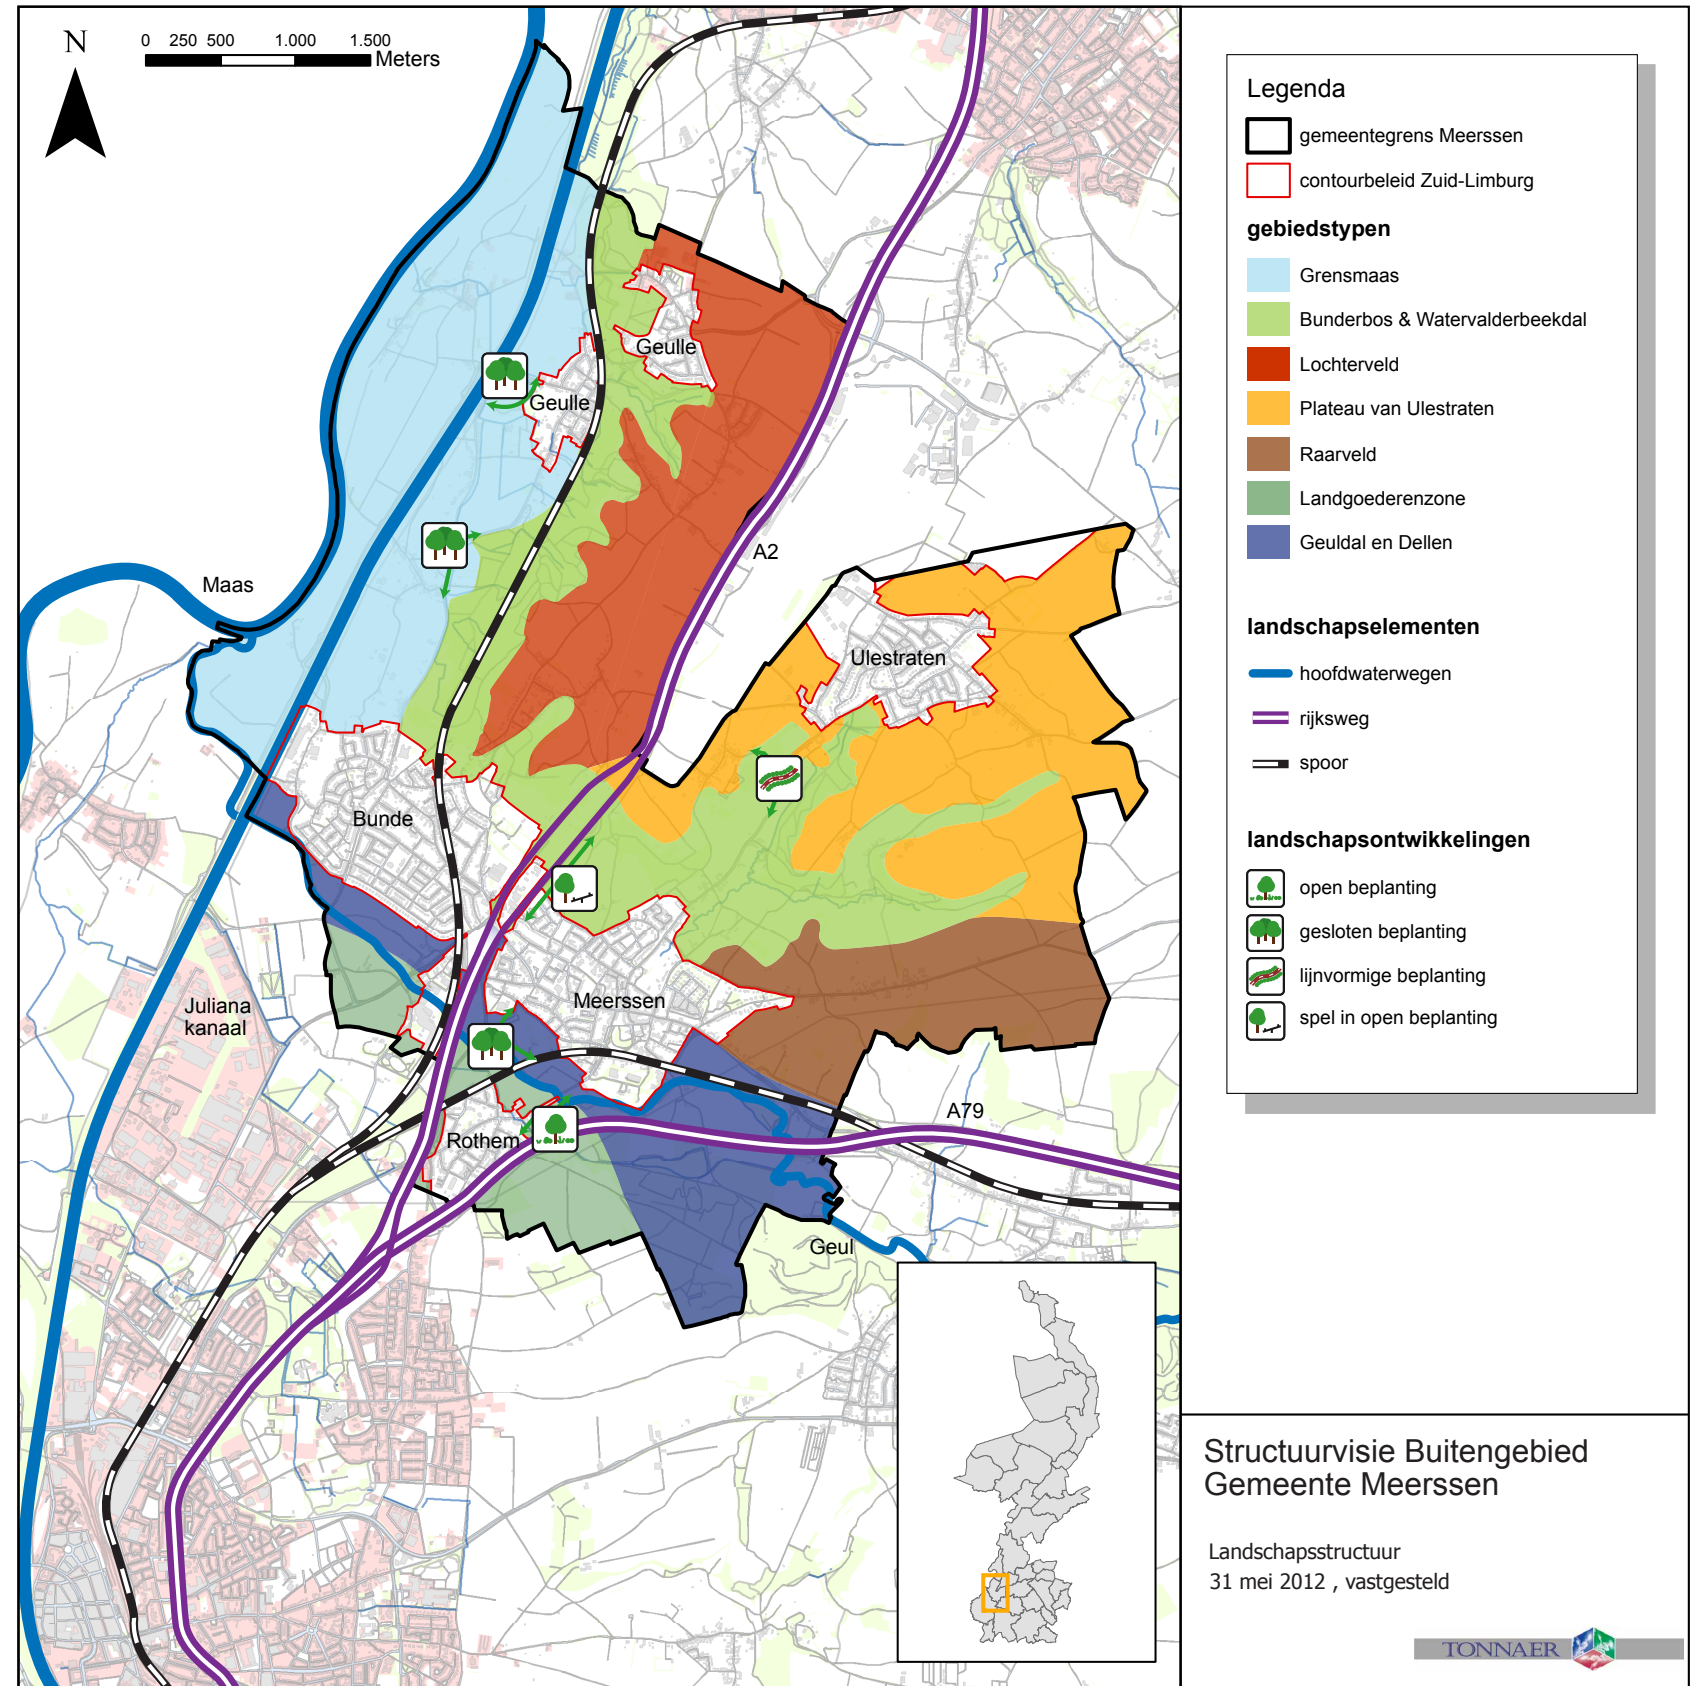 N
0 250 500 1.000 1.500
Meters
Geulle
Geulle
A2
Maas
Ulestraten
Bunde
Juliana
kanaal
Meerssen
A79
Rothem
Geul
Legenda
gemeentegrens Meerssen
contourbeleid Zuid-Limburg
gebiedstypen
Grensmaas
Bunderbos & Watervalderbeekdal
Lochterveld
Plateau van Ulestraten
Raarveld
Landgoederenzone
Geuldal en Dellen
landschapselementen
hoofdwaterwegen
rijksweg
spoor
landschapsontwikkelingen
open beplanting
gesloten beplanting
lijnvormige beplanting
spel in open beplanting
Structuurvisie Buitengebied
Gemeente Meerssen
Landschapsstructuur
31 mei 2012 , vastgesteld
TONNAER